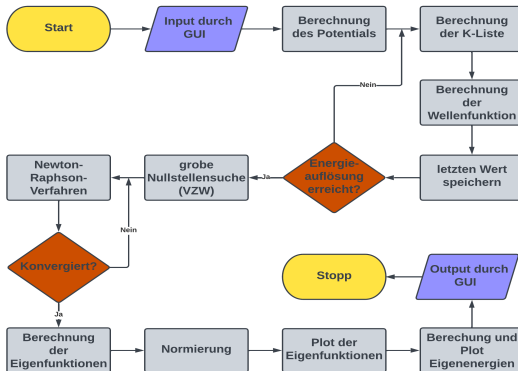 Start
Input durch
GUI
Berechnung
des Potentials
Berechnung
der K-Liste
Nein
Berechnung
der
Wellenfunktion
letzten Wert
speichern
Energie-
auflösung
erreicht?
Ja
grobe
Nullstellensuche
(VZW)
Newton-
Raphson-
Verfahren
Nein
Konvergiert?
Ja
Berechnung
der
Eigenfunktionen
Normierung
Plot der
Eigenfunktionen
Berechung und
Plot
Eigenenergien
Output durch
GUI
Stopp